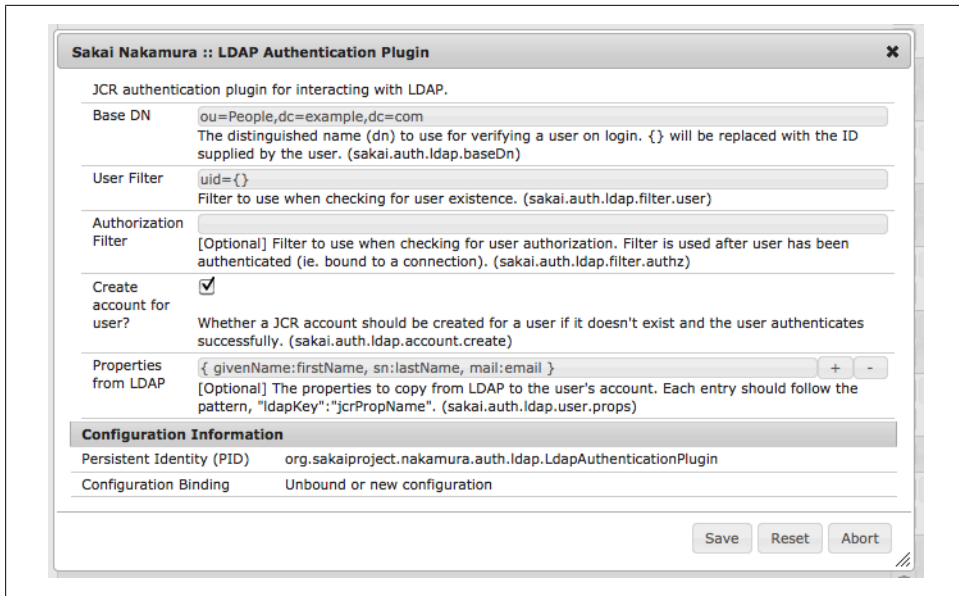 Sakai Nakamura :: LDAP Authentication Plugin
JCR authentication plugin for interacting with LDAP.
Base DN
ou=People,dc=example,dc=com
The distinguished name (dn) to use for verifying a user on login. {} will be replaced with the ID
supplied by the user. (sakai.auth.ldap.baseDn)
User Filter
uid={}
Filter to use when checking for user existence. (sakai.auth.ldap.filter.user)
Authorization
Filter
[Optional] Filter to use when checking for user authorization. Filter is used after user has been
authenticated (ie. bound to a connection). (sakai.auth.ldap.filter.authz)
Create
account for
user?
Whether a JCR account should be created for a user if it doesn't exist and the user authenticates
successfully. (sakai.auth.ldap.account.create)
Properties
from LDAP
{ givenName:firstName, sn:lastName, mail:email }
+ -
[Optional] The properties to copy from LDAP to the user's account. Each entry should follow the
pattern, "ldapKey":"jcrPropName". (sakai.auth.ldap.user.props)
Configuration Information
Persistent Identity (PID) org.sakaiproject.nakamura.auth.ldap.LdapAuthenticationPlugin
Configuration Binding Unbound or new configuration
Save Reset Abort